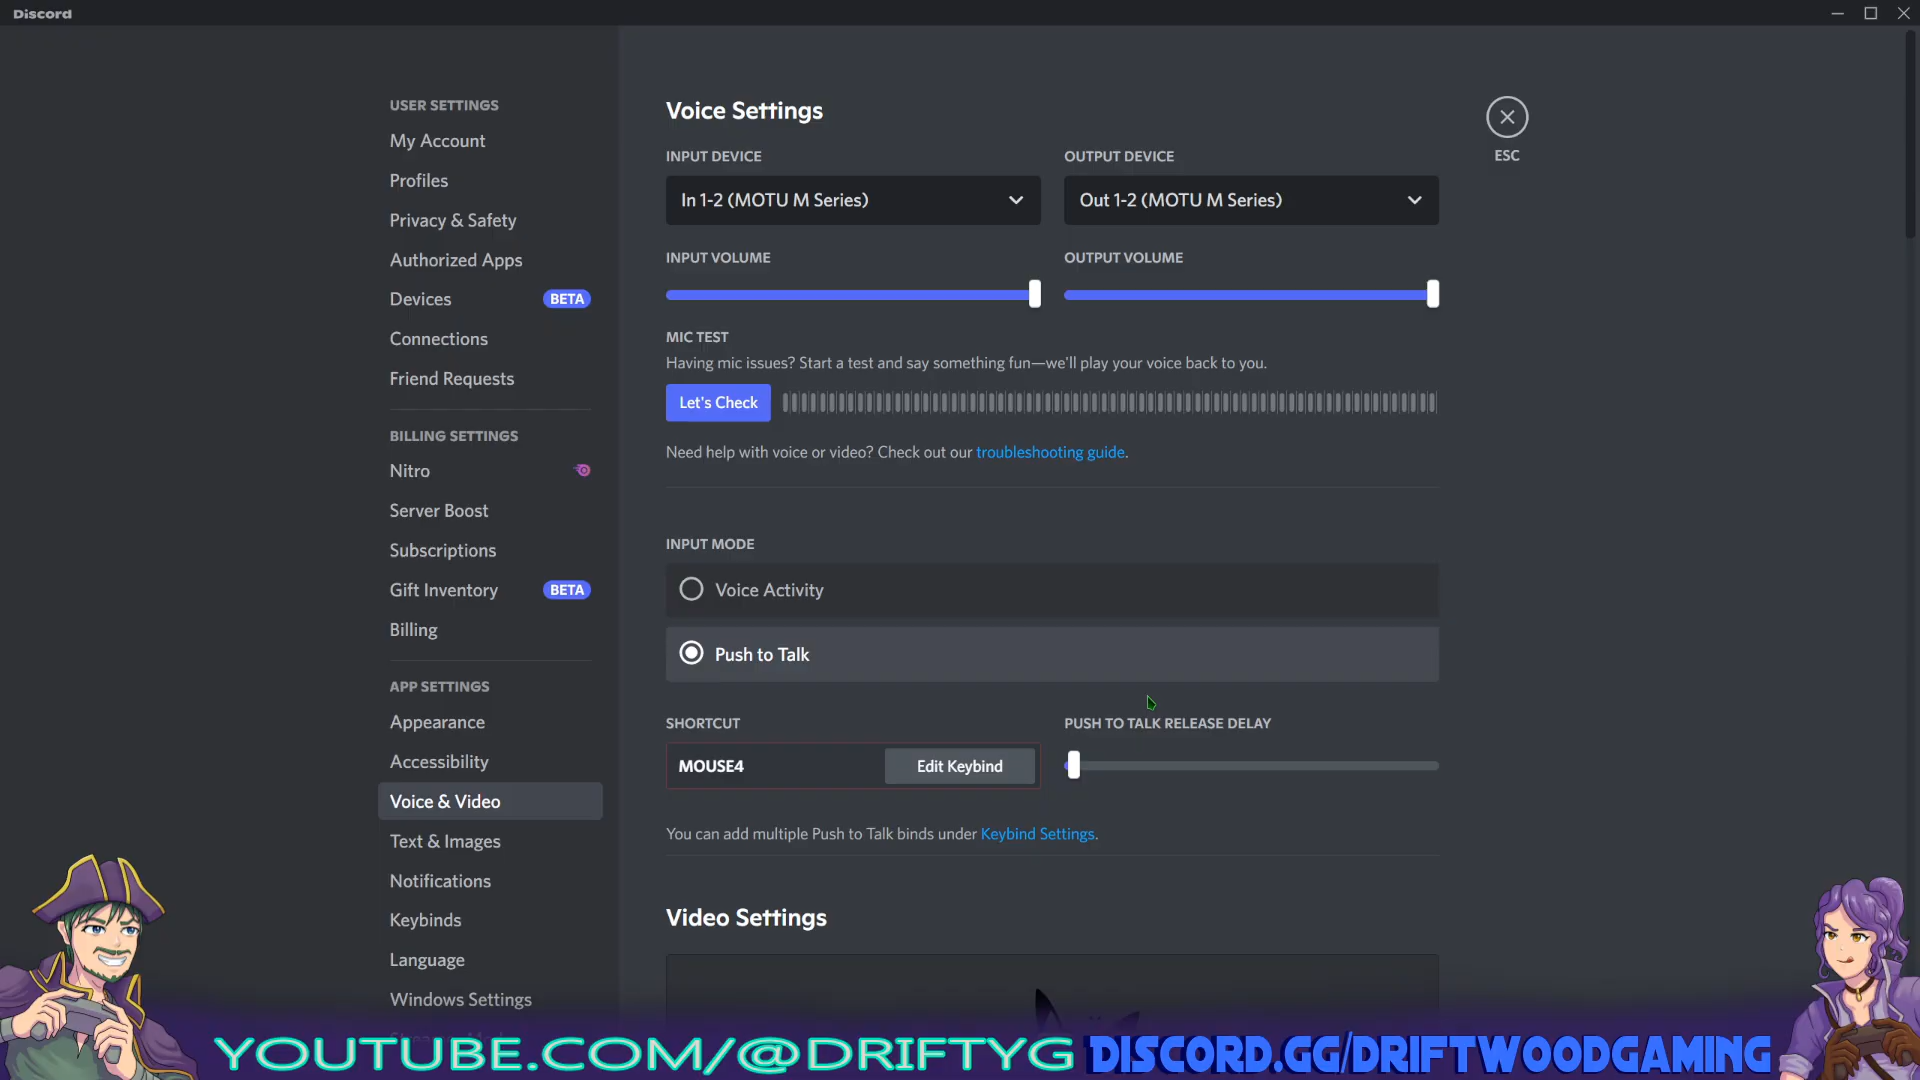 Discord
USER SETTINGS
My Account
Profiles
Privacy & Safety
Authorized Apps
Devices BETA
Connections
Friend Requests
BILLING SETTINGS
Nitro
Server Boost
Subscriptions
Gift Inventory BETA
Billing
APP SETTINGS
Appearance
Accessibility
Voice & Video
Text & Images
Notifications
Keybinds
Language
Windows Settings
Voice Settings
ESC
INPUT DEVICE
In 1-2 (MOTU M Series)
OUTPUT DEVICE
Out 1-2 (MOTU M Series)
INPUT VOLUME
OUTPUT VOLUME
MIC TEST
Having mic issues? Start a test and say something fun—we'll play your voice back to you.
Let's Check
Need help with voice or video? Check out our troubleshooting guide.
INPUT MODE
Voice Activity
Push to Talk
SHORTCUT
MOUSE4 Edit Keybind
PUSH TO TALK RELEASE DELAY
You can add multiple Push to Talk binds under Keybind Settings.
Video Settings
YOUTUBE.COM/@DRIFTYG DISCORD.GG/DRIFTWOODGAMING